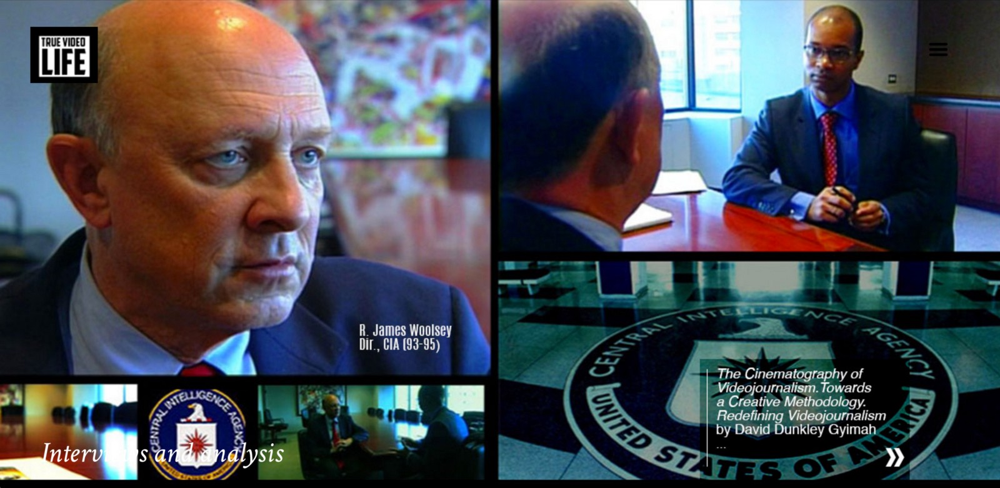 TRUE VIDEO
LIFE
R. James Woolsey
Dir., CIA (93-95)
CENTRAL INTELLIGENCE AGENCY
Interviews and analysis
CENTRAL INTELLIGENCE AGENCY
UNITED STATES OF AMERICA
The Cinematography of
Videojournalism.Towards
a Creative Methodology.
Redefining Videojournalism
by David Dunkley Gyimah
...